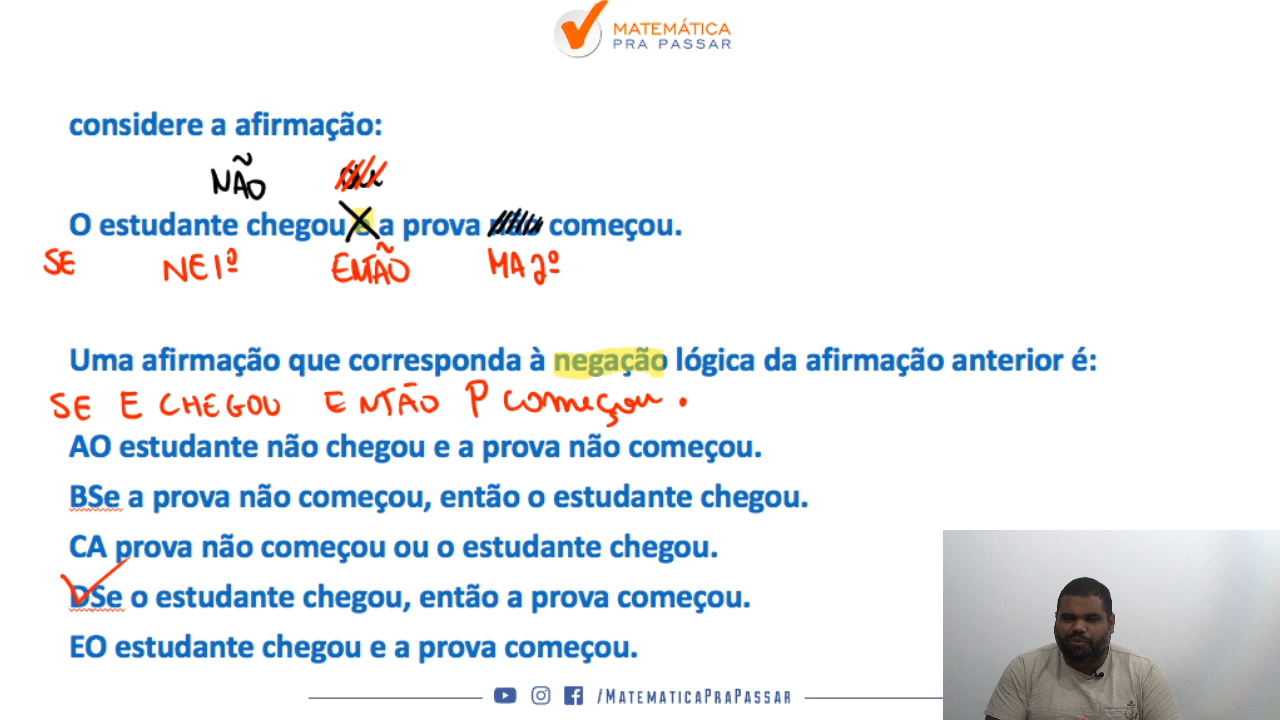 MATEMÁTICA
PRA PASSAR
considere a afirmação:
NÃO
O estudante chegou e a prova não começou.
SE NE1º ENTÃO MA2º
Uma afirmação que corresponda à negação lógica da afirmação anterior é:
SE E CHEGOU ENTÃO P começou.
AO estudante não chegou e a prova não começou.
BSe a prova não começou, então o estudante chegou.
CA prova não começou ou o estudante chegou.
DSe o estudante chegou, então a prova começou.
EO estudante chegou e a prova começou.
/MATEMATICAPRAPASSAR